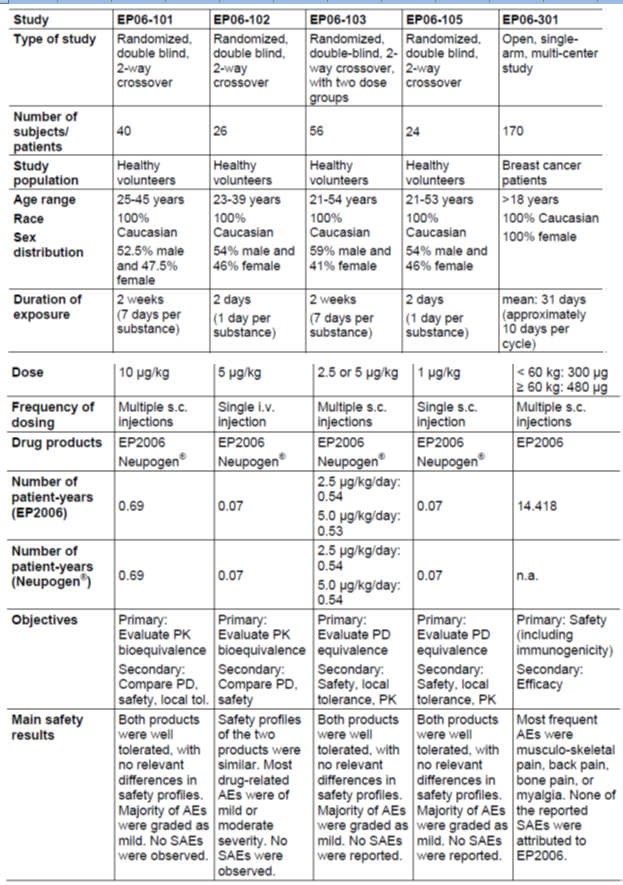 Study EP06-101 EP06-102 EP06-103 EP06-105 EP06-301
Type of study Randomized, Randomized, Randomized, Randomized, Open, single-
double blind, double blind, double-blind, 2- double blind, arm, multi-center
2-way 2-way way crossover, 2-way study
crossover crossover with two dose crossover
groups
Number of
subjects/ 40 26 56 24 170
patients
Study Healthy Healthy Healthy Healthy Breast cancer
population volunteers volunteers volunteers volunteers patients
Age range 25-45 years 23-39 years 21-54 years 21-53 years >18 years
Race 100% 100% 100% 100% 100% Caucasian
Caucasian Caucasian Caucasian Caucasian
Sex 52.5% male 54% male and 59% male and 54% male and 100% female
distribution and 47.5% 46% female 41% female 46% female
female
Duration of 2 weeks 2 days 2 weeks 2 days mean: 31 days
exposure (7 days per (1 day per (7 days per (1 day per (approximately
substance) substance) substance) substance) 10 days per
cycle)
Dose 10 µg/kg 5 µg/kg 2.5 or 5 µg/kg 1 µg/kg < 60 kg: 300 µg
≥ 60 kg: 480 µg
Frequency of Multiple s.c. Single i.v. Multiple s.c. Single s.c. Multiple s.c.
dosing injections injection injections injection injections
Drug products EP2006 EP2006 EP2006 EP2006 EP2006
Neupogen® Neupogen® Neupogen® Neupogen®
Number of 2.5 µg/kg/day:
patient-years 0.69 0.07 0.54 0.07 14.418
(EP2006) 5.0 µg/kg/day:
0.53
Number of 2.5 µg/kg/day:
patient-years 0.69 0.07 0.54 0.07 n.a.
(Neupogen®) 5.0 µg/kg/day:
0.54
Objectives Primary: Primary: Primary: Primary: Primary: Safety
Evaluate PK Evaluate PK Evaluate PD Evaluate PD (including
bioequivalence bioequivalence equivalence equivalence immunogenicity)
Secondary: Secondary: Secondary: Secondary: Secondary:
Compare PD, Compare PD, Safety, local Safety, local Efficacy
safety, local tol. safety tolerance, PK tolerance, PK
Main safety Both products Safety profiles Both products Both products Most frequent
results were well of the two were well were well AEs were
tolerated, with products were tolerated, with tolerated, with musculo-skeletal
no relevant similar. Most no relevant no relevant pain, back pain,
differences in drug-related differences in differences in bone pain, or
safety profiles. AEs were of safety profiles. safety profiles. myalgia. None of
Majority of AEs mild or Majority of AEs Majority of AEs the reported
were graded as moderate were graded as were graded as SAEs were
mild. No SAEs severity. No mild. No SAEs mild. No SAEs attributed to
were observed. SAEs were were reported. were reported. EP2006.
observed.